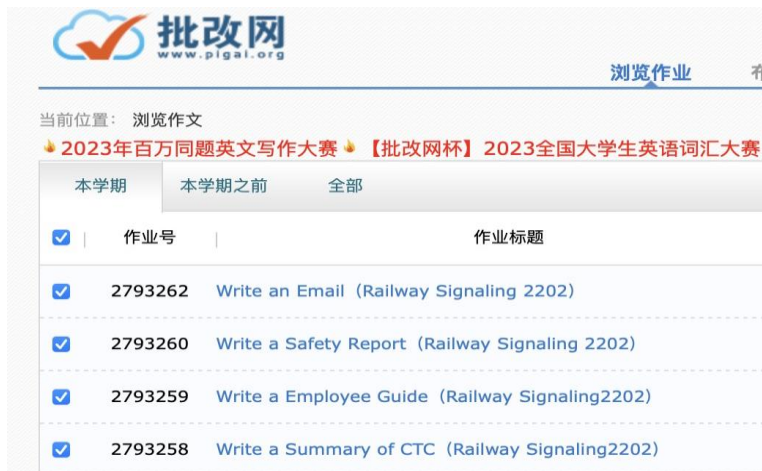 批改网
www.pigai.org
浏览作业
当前位置： 浏览作文
2023年百万同题英文写作大赛 【批改网杯】2023全国大学生英语词汇大赛
本学期 本学期之前 全部
作业号 作业标题
2793262 Write an Email（Railway Signaling 2202）
2793260 Write a Safety Report（Railway Signaling 2202）
2793259 Write a Employee Guide（Railway Signaling2202）
2793258 Write a Summary of CTC（Railway Signaling2202）